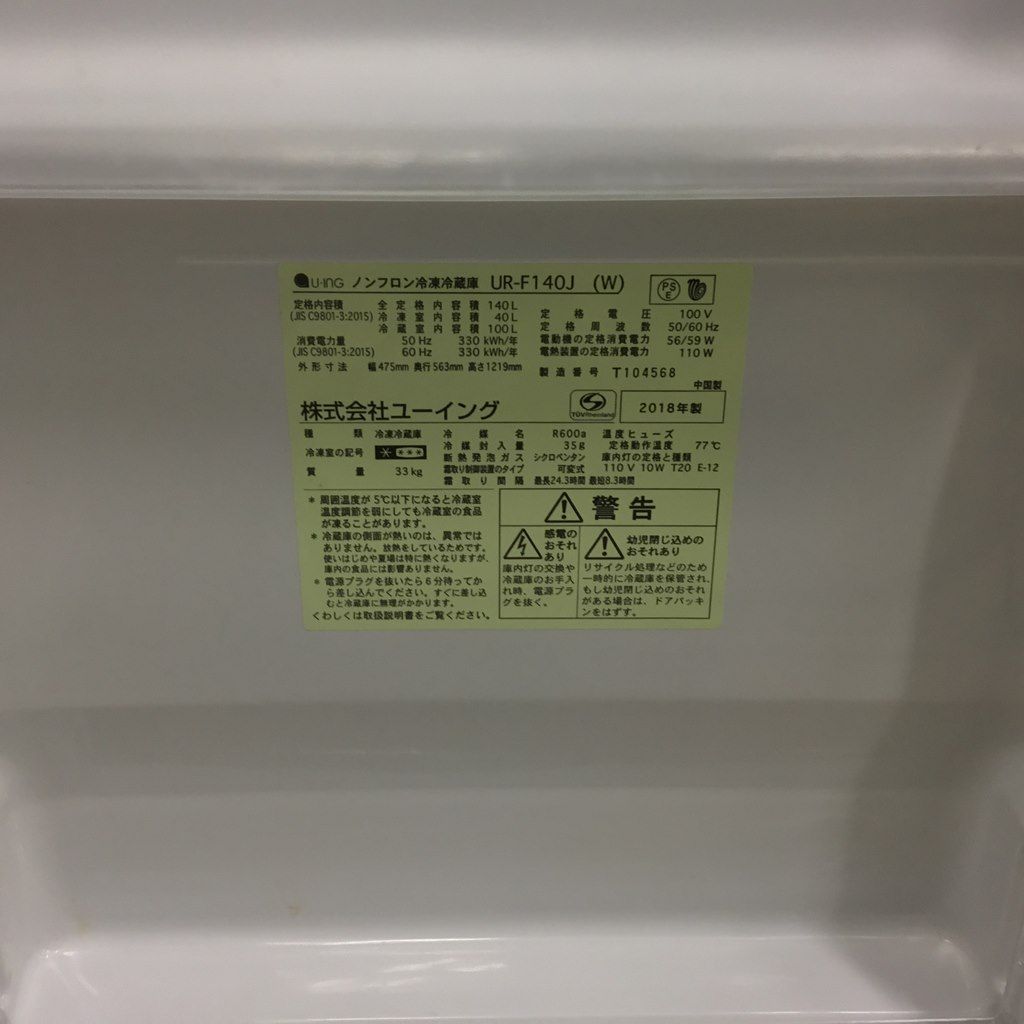 U-ING ノンフロン冷凍冷蔵庫 UR-F140J (W)
PS
E
定格内容積 全定格内容積 140L
(JIS C9801-3:2015) 冷凍室内容積 40L
冷蔵室内容積 100L
消費電力量 50 Hz 330 kWh/年
(JIS C9801-3:2015) 60 Hz 330 kWh/年
外形寸法 幅475mm 奥行563mm 高さ1219mm
定格電圧 100 V
定格周波数 50/60 Hz
電動機の定格消費電力 56/59 W
電熱装置の定格消費電力 110 W
製造番号 T104568
中国製
株式会社ユーイング
TÜVRheinland
2018年製
種類 冷凍冷蔵庫
冷凍室の記号 * ***
質量 33kg
冷媒名 R600a
冷媒封入量 35g
断熱発泡ガス シクロペンタン
霜取り制御装置のタイプ 可変式
霜取り間隔 最長24.3時間 最短8.3時間
温度ヒューズ
定格動作温度 77℃
庫内灯の定格と種類
110 V 10W T20 E-12
* 周囲温度が5℃以下になると冷蔵室
温度調節を弱にしても冷蔵室の食品
が凍ることがあります。
* 冷蔵庫の側面が熱いのは、異常では
ありません。放熱をしているためです。
使いはじめや夏場は特に熱くなりますが、
庫内の食品には影響ありません。
* 電源プラグを抜いたら6分待ってか
ら差し込んでください。すぐに差し込
むと冷蔵庫に無理がかかります。
くわしくは取扱説明書をご覧ください。
警告
感電の
おそれ
あり
庫内灯の交換や
冷蔵庫のお手入
れ時、電源プラ
グを抜く。
幼児閉じ込めの
おそれあり
リサイクル処理などのため
一時的に冷蔵庫を保管され、
もし幼児閉じ込めのおそれ
がある場合は、ドアパッキ
ンをはずす。